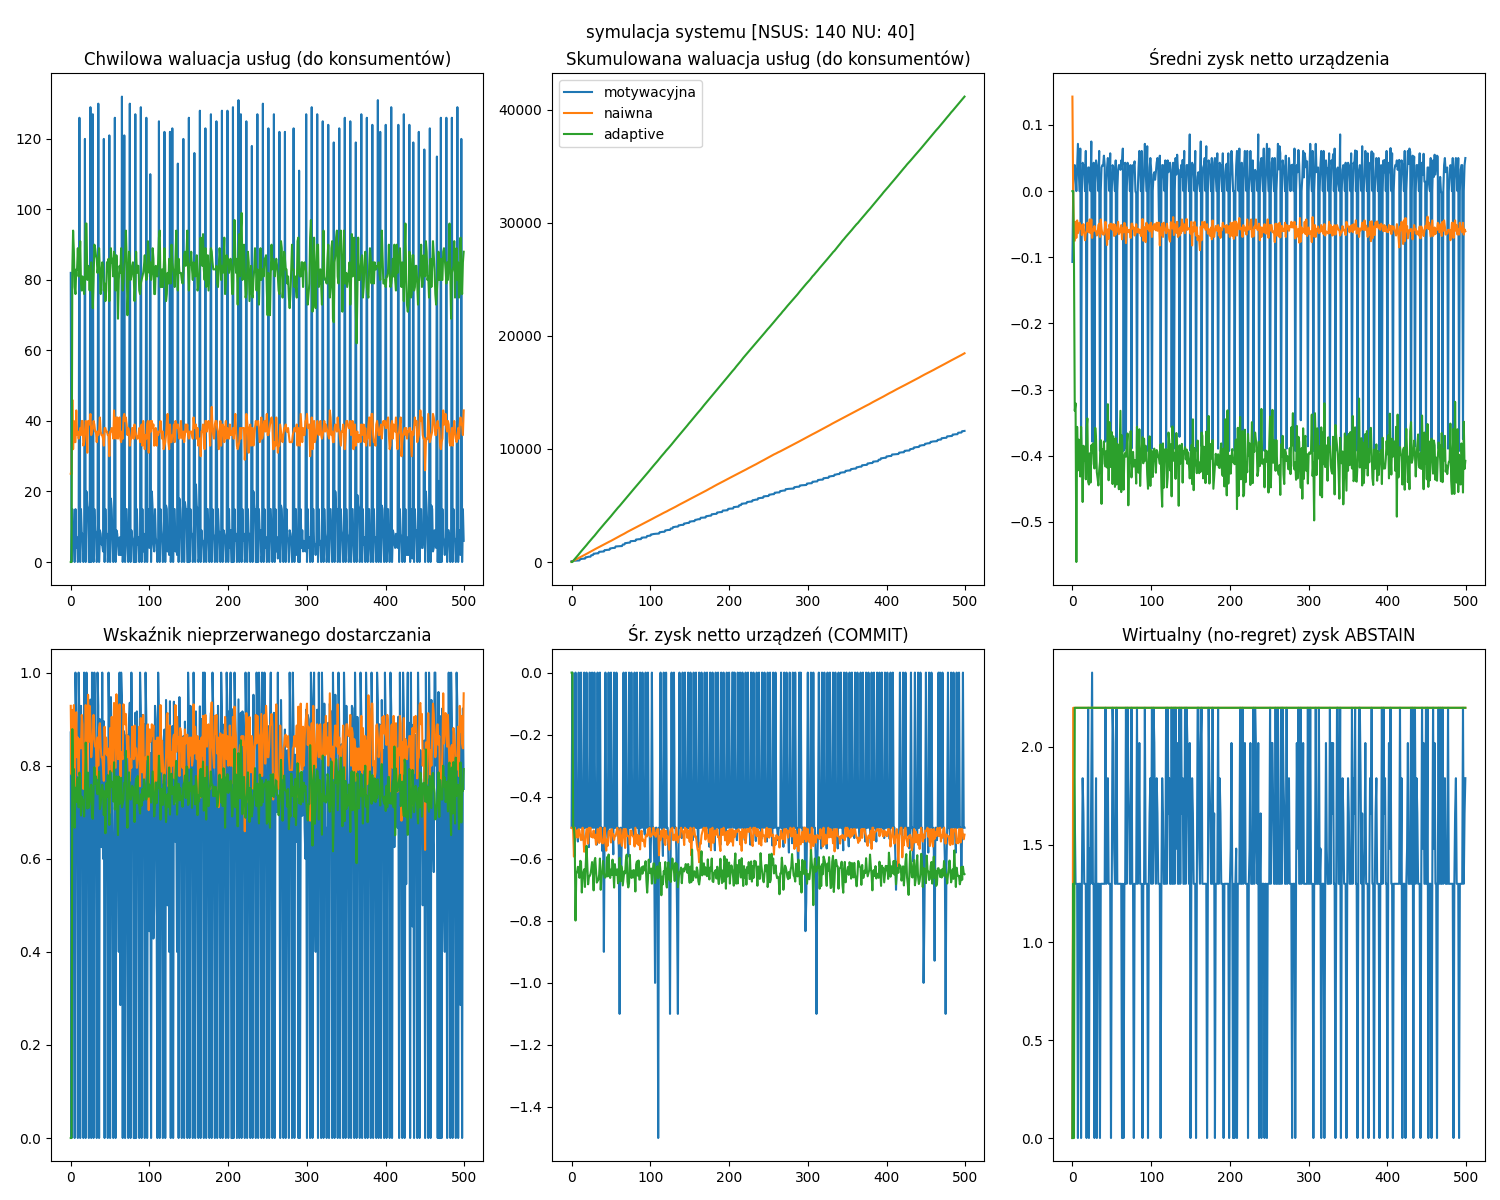 symulacja systemu [NSUS: 140 NU: 40]
Chwilowa waluacja usług (do konsumentów)
120
100
80
60
40
20
0
0 100 200 300 400 500
Skumulowana waluacja usług (do konsumentów)
motywacyjna
naiwna
adaptive
40000
30000
20000
10000
0
0 100 200 300 400 500
Średni zysk netto urządzenia
0.1
0.0
−0.1
−0.2
−0.3
−0.4
−0.5
0 100 200 300 400 500
Wskaźnik nieprzerwanego dostarczania
1.0
0.8
0.6
0.4
0.2
0.0
0 100 200 300 400 500
Śr. zysk netto urządzeń (COMMIT)
0.0
−0.2
−0.4
−0.6
−0.8
−1.0
−1.2
−1.4
0 100 200 300 400 500
Wirtualny (no-regret) zysk ABSTAIN
2.0
1.5
1.0
0.5
0.0
0 100 200 300 400 500